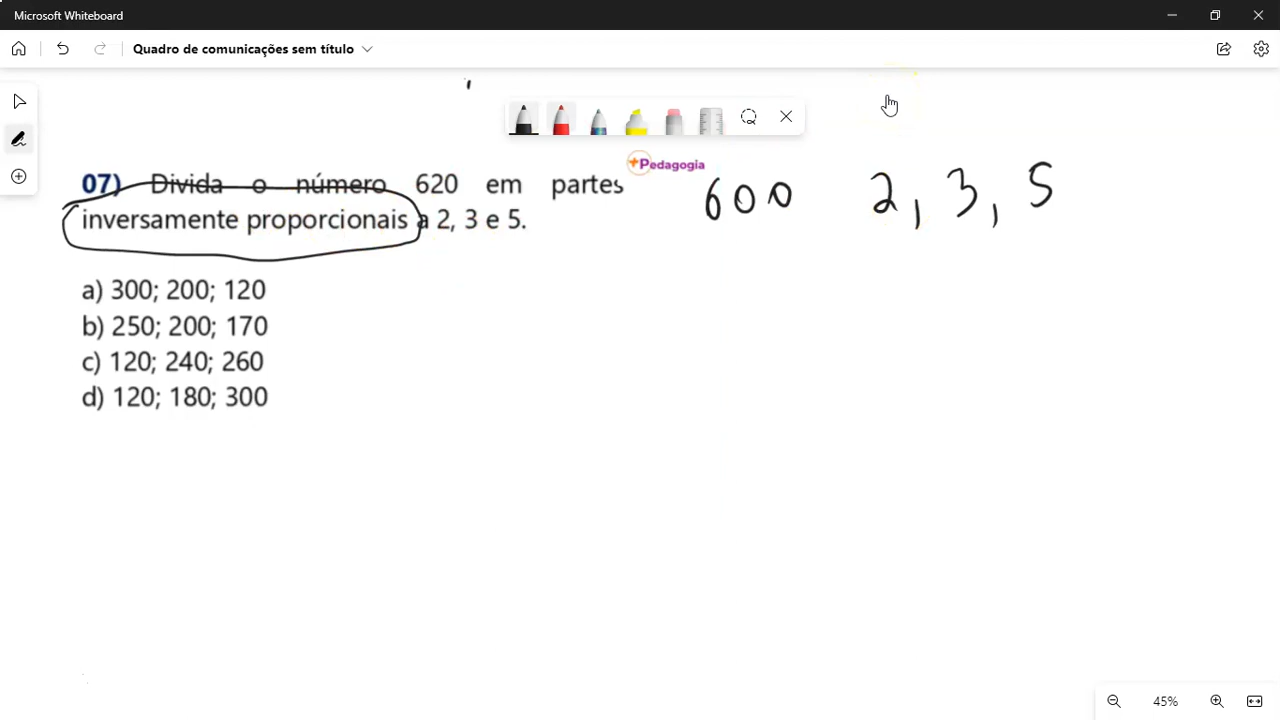 Microsoft Whiteboard
Quadro de comunicações sem título
+Pedagogia
07) Divida o número 620 em partes
inversamente proporcionais a 2, 3 e 5.
600 2, 3, 5
a) 300; 200; 120
b) 250; 200; 170
c) 120; 240; 260
d) 120; 180; 300
45%